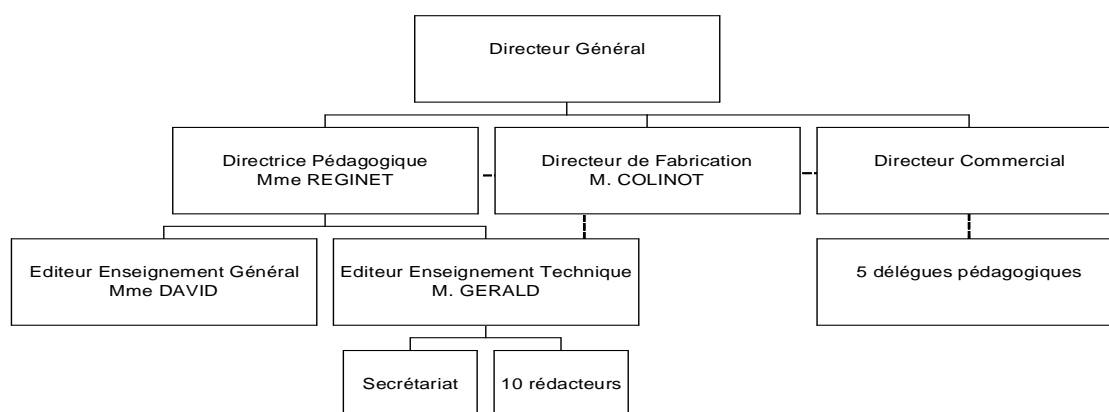 Directeur Général
Directrice Pédagogique
Mme REGINET
Directeur de Fabrication
M. COLINOT
Directeur Commercial
Editeur Enseignement Général
Mme DAVID
Editeur Enseignement Technique
M. GERALD
5 délégues pédagogiques
Secrétariat
10 rédacteurs